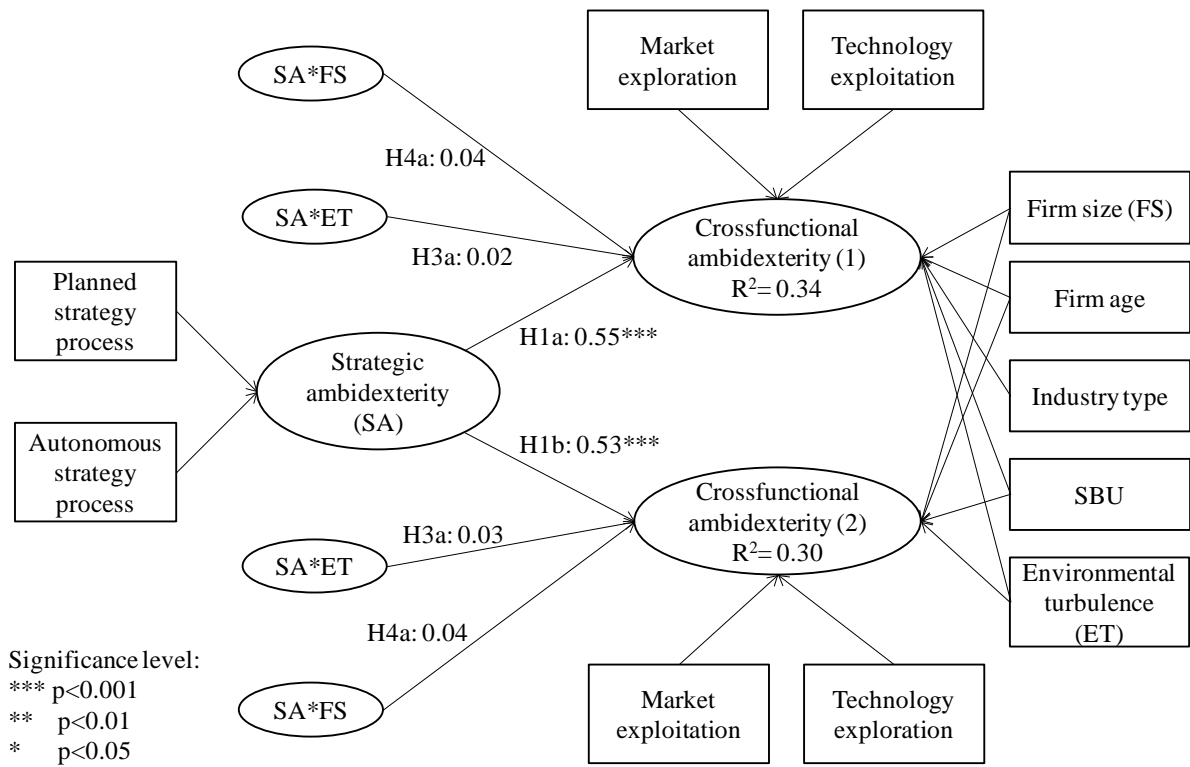 SA*FS
Market
exploration
Technology
exploitation
H4a: 0.04
SA*ET
H3a: 0.02
Crossfunctional
ambidexterity (1)
R²= 0.34
Firm size (FS)
Planned
strategy
process
Firm age
H1a: 0.55***
Strategic
ambidexterity
(SA)
Industry type
Autonomous
strategy
process
H1b: 0.53***
Crossfunctional
ambidexterity (2)
R²= 0.30
SBU
H3a: 0.03
SA*ET
Environmental
turbulence
(ET)
H4a: 0.04
Significance level:
*** p<0.001
** p<0.01
* p<0.05
SA*FS
Market
exploitation
Technology
exploration